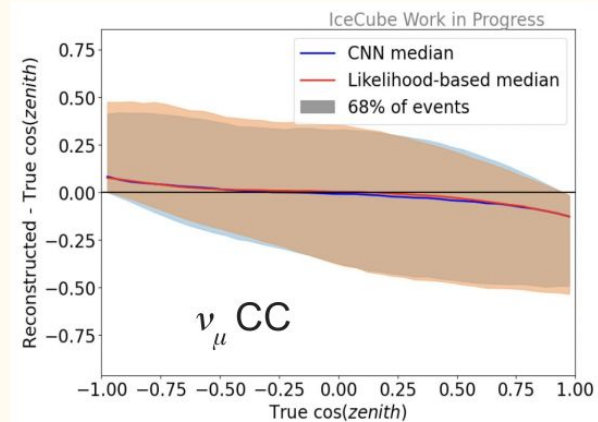 IceCube Work in Progress
CNN median
Likelihood-based median
68% of events
Reconstructed - True cos(zenith)
0.75
0.50
0.25
0.00
−0.25
−0.50
−0.75
ν_μ CC
−1.00 −0.75 −0.50 −0.25 0.00 0.25 0.50 0.75 1.00
True cos(zenith)